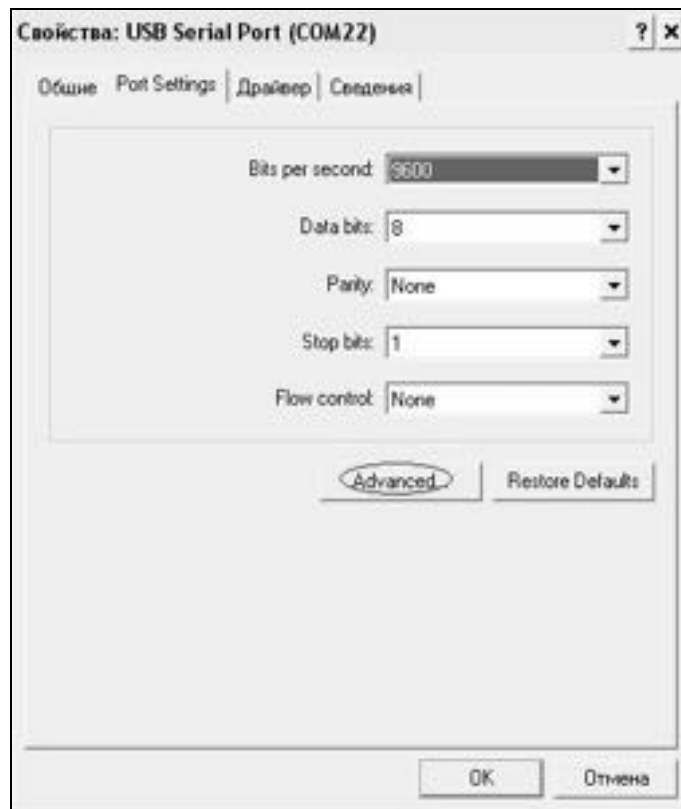 Свойства: USB Serial Port (COM22)
Общие Port Settings Драйвер Сведения
Bits per second: 9600
Data bits: 8
Parity: None
Stop bits: 1
Flow control: None
Advanced... Restore Defaults
OK Отмена